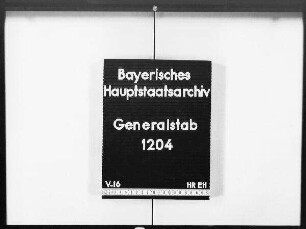 Bayerisches
Hauptstaatsarchiv
Generalstab
1204
V.16 HR EH